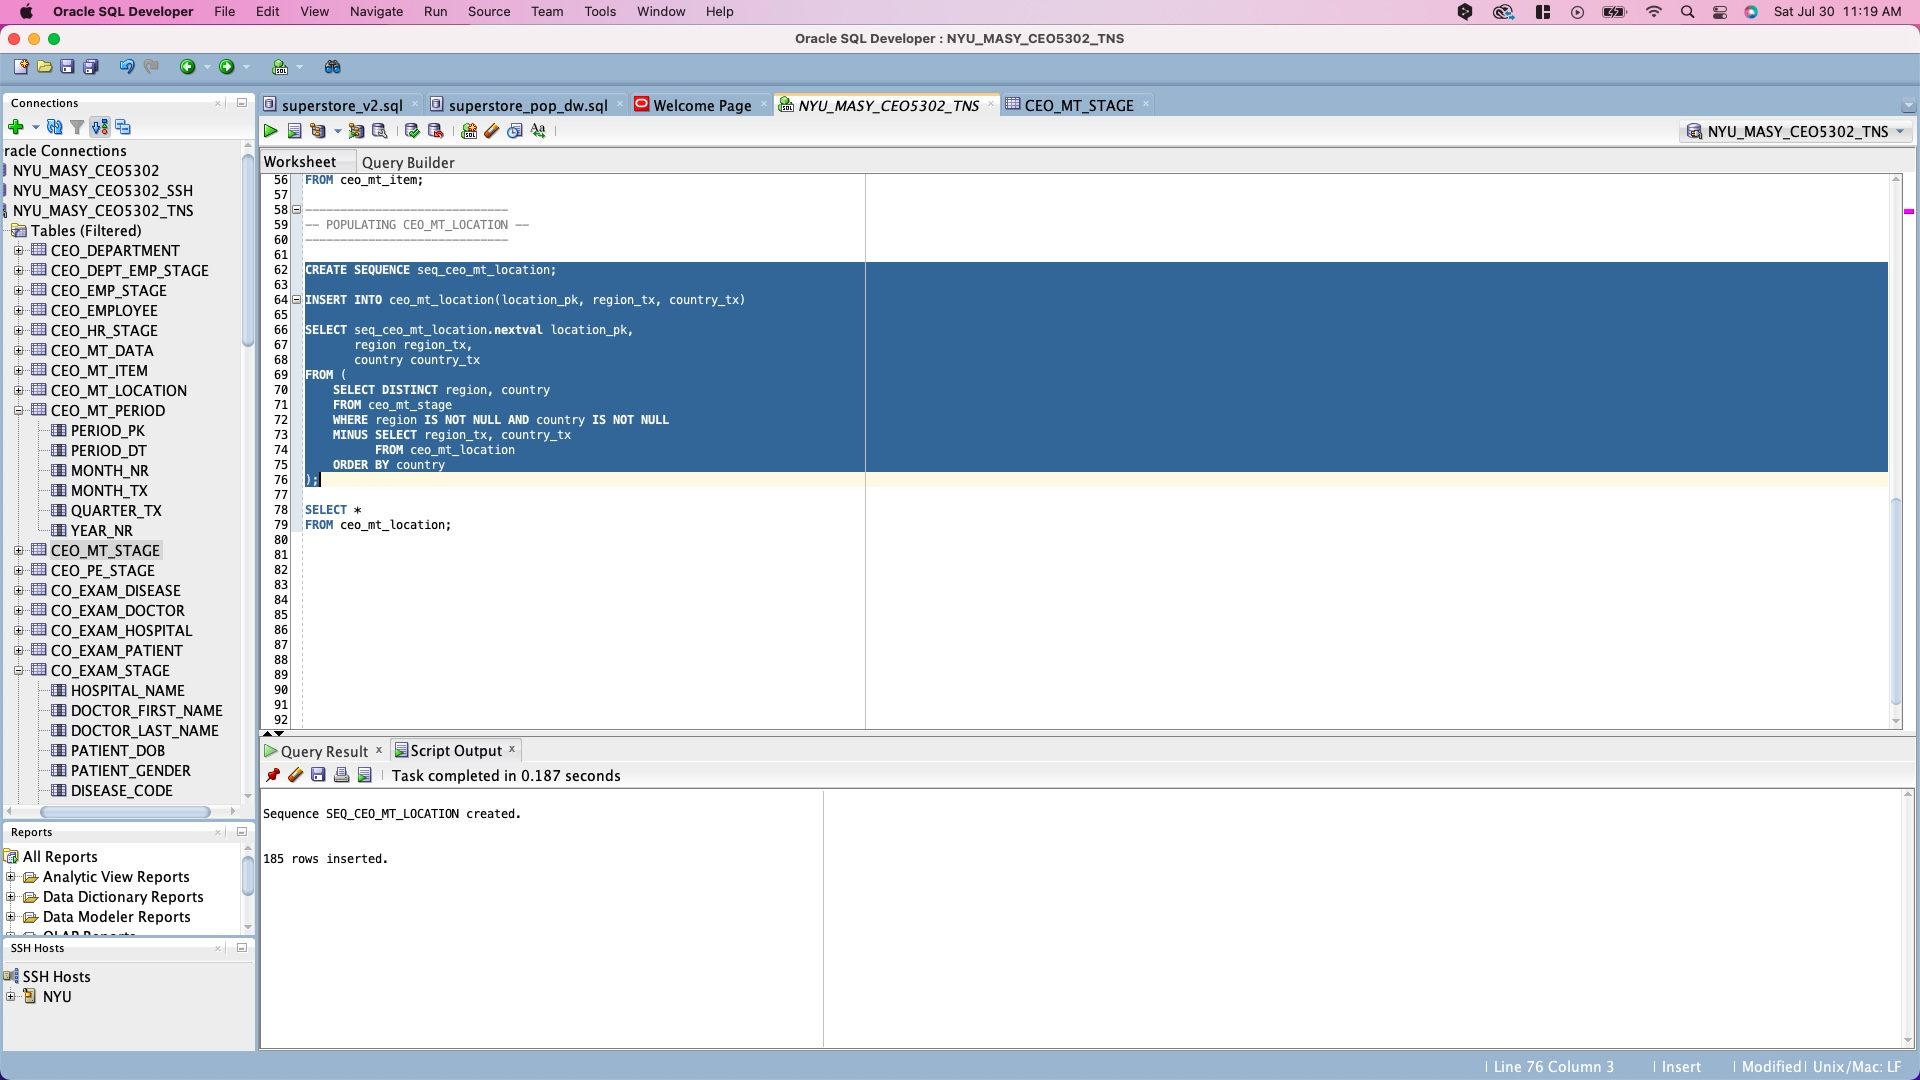 Oracle SQL Developer File Edit View Navigate Run Source Team Tools Window Help Sat Jul 30 11:19 AM
Oracle SQL Developer : NYU_MASY_CEO5302_TNS
Connections
racle Connections
NYU_MASY_CEO5302
NYU_MASY_CEO5302_SSH
NYU_MASY_CEO5302_TNS
Tables (Filtered)
CEO_DEPARTMENT
CEO_DEPT_EMP_STAGE
CEO_EMP_STAGE
CEO_EMPLOYEE
CEO_HR_STAGE
CEO_MT_DATA
CEO_MT_ITEM
CEO_MT_LOCATION
CEO_MT_PERIOD
PERIOD_PK
PERIOD_DT
MONTH_NR
MONTH_TX
QUARTER_TX
YEAR_NR
CEO_MT_STAGE
CEO_PE_STAGE
CO_EXAM_DISEASE
CO_EXAM_DOCTOR
CO_EXAM_HOSPITAL
CO_EXAM_PATIENT
CO_EXAM_STAGE
HOSPITAL_NAME
DOCTOR_FIRST_NAME
DOCTOR_LAST_NAME
PATIENT_DOB
PATIENT_GENDER
DISEASE_CODE
Reports
All Reports
Analytic View Reports
Data Dictionary Reports
Data Modeler Reports
SSH Hosts
SSH Hosts
NYU
superstore_v2.sql superstore_pop_dw.sql Welcome Page NYU_MASY_CEO5302_TNS CEO_MT_STAGE
NYU_MASY_CEO5302_TNS
Worksheet Query Builder
56 FROM ceo_mt_item;
57
58 -----------------------------
59 -- POPULATING CEO_MT_LOCATION --
60 -----------------------------
61
62 CREATE SEQUENCE seq_ceo_mt_location;
63
64 INSERT INTO ceo_mt_location(location_pk, region_tx, country_tx)
65
66 SELECT seq_ceo_mt_location.nextval location_pk,
67 region region_tx,
68 country country_tx
69 FROM (
70 SELECT DISTINCT region, country
71 FROM ceo_mt_stage
72 WHERE region IS NOT NULL AND country IS NOT NULL
73 MINUS SELECT region_tx, country_tx
74 FROM ceo_mt_location
75 ORDER BY country
76 );
77
78 SELECT *
79 FROM ceo_mt_location;
80
81
82
83
84
85
86
87
88
89
90
91
92
Query Result Script Output
Task completed in 0.187 seconds
Sequence SEQ_CEO_MT_LOCATION created.
185 rows inserted.
Line 76 Column 3 Insert Modified Unix/Mac: LF